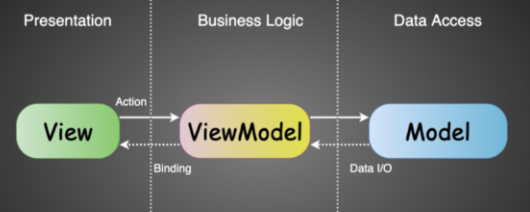 Presentation
Business Logic
Data Access
Action
View
ViewModel
Model
Binding
Data I/O